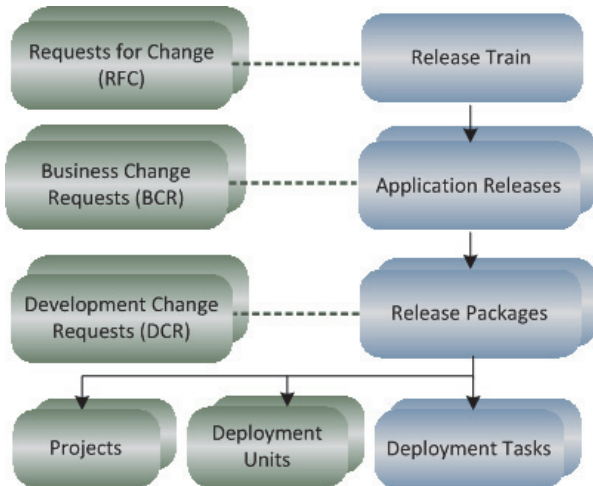 Requests for Change
(RFC)
Release Train
Business Change
Requests (BCR)
Application Releases
Development Change
Requests (DCR)
Release Packages
Projects
Deployment
Units
Deployment Tasks